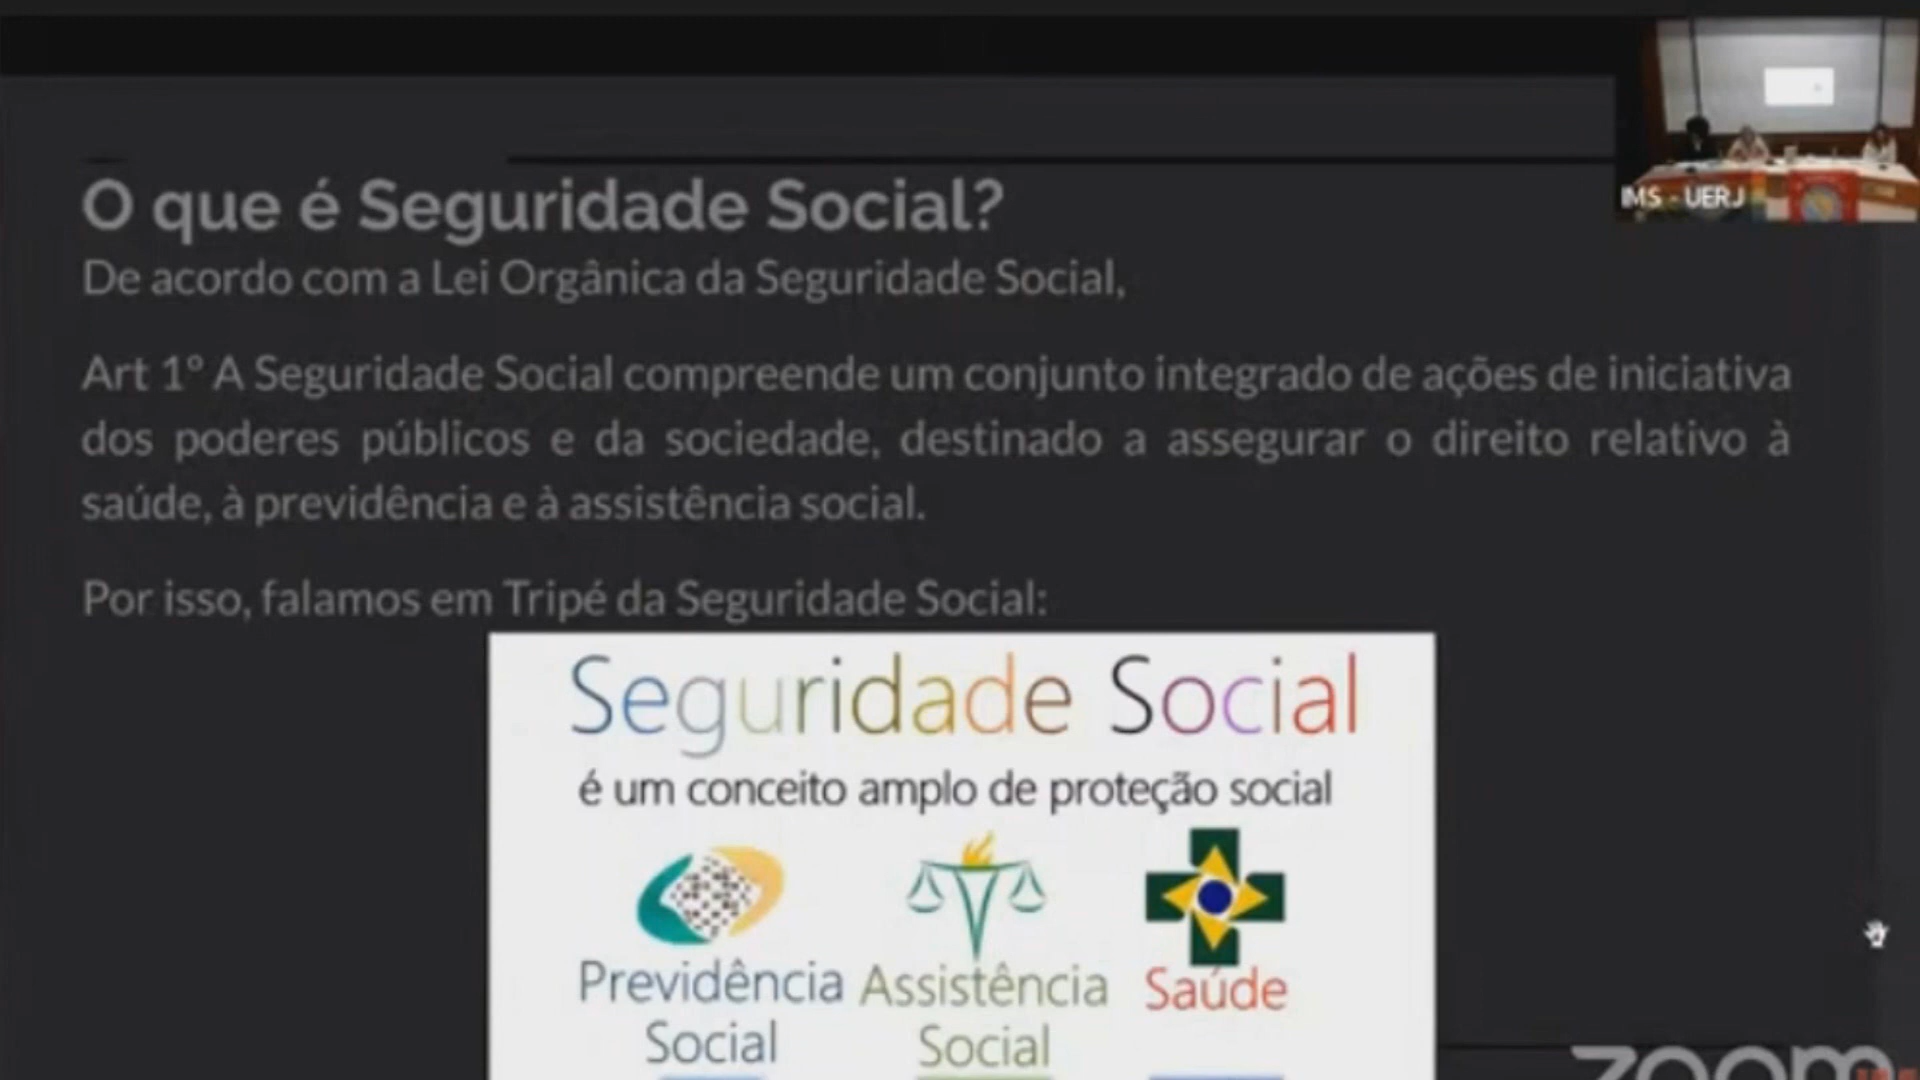 IMS - UERJ
O que é Seguridade Social?
De acordo com a Lei Orgânica da Seguridade Social,
Art 1º A Seguridade Social compreende um conjunto integrado de ações de iniciativa
dos poderes públicos e da sociedade, destinado a assegurar o direito relativo à
saúde, à previdência e à assistência social.
Por isso, falamos em Tripé da Seguridade Social:
Seguridade Social
é um conceito amplo de proteção social
Previdência Social
Assistência Social
Saúde
zoom